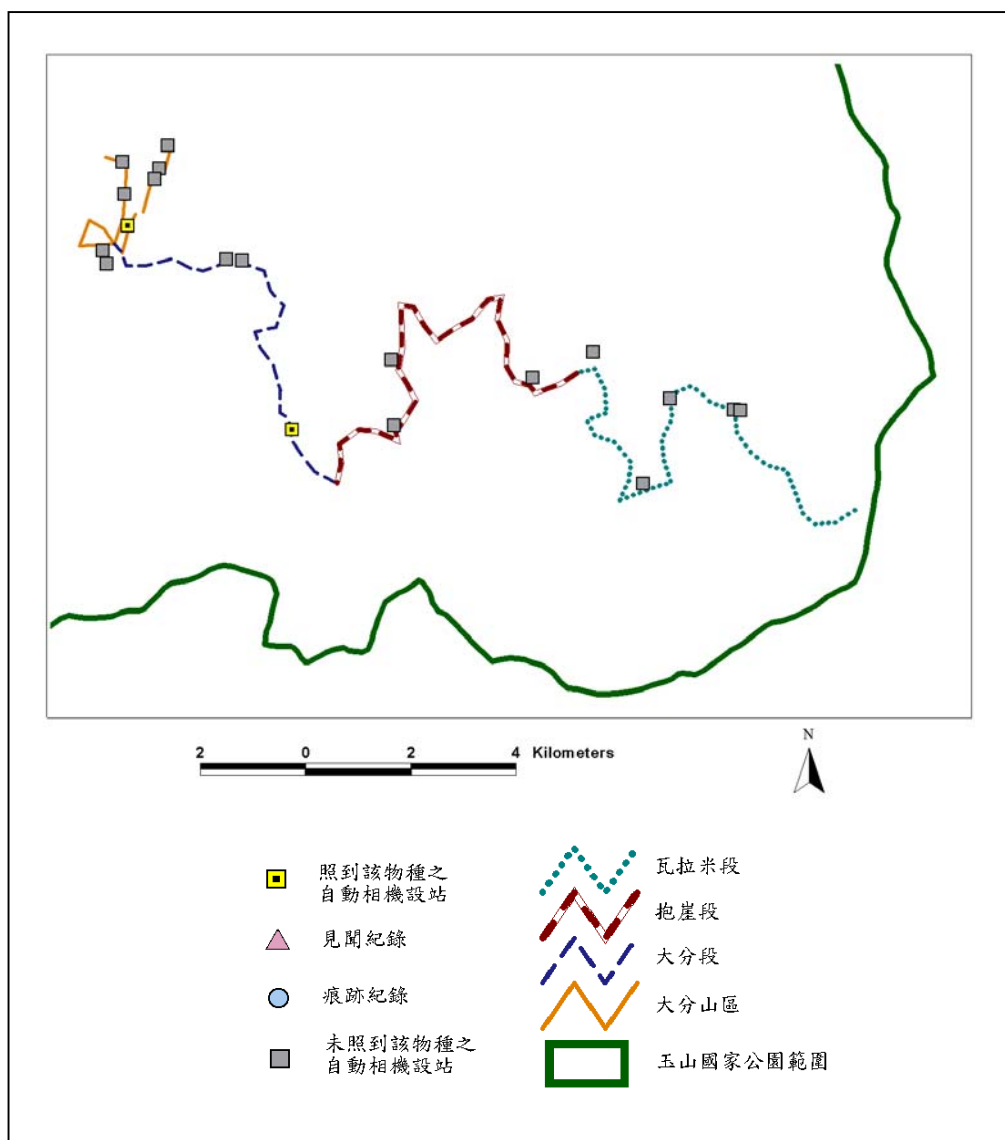 2 0 2 4 Kilometers
N
照到該物種之
自動相機設站
見聞紀錄
痕跡紀錄
未照到該物種之
自動相機設站
瓦拉米段
抱崖段
大分段
大分山區
玉山國家公園範圍